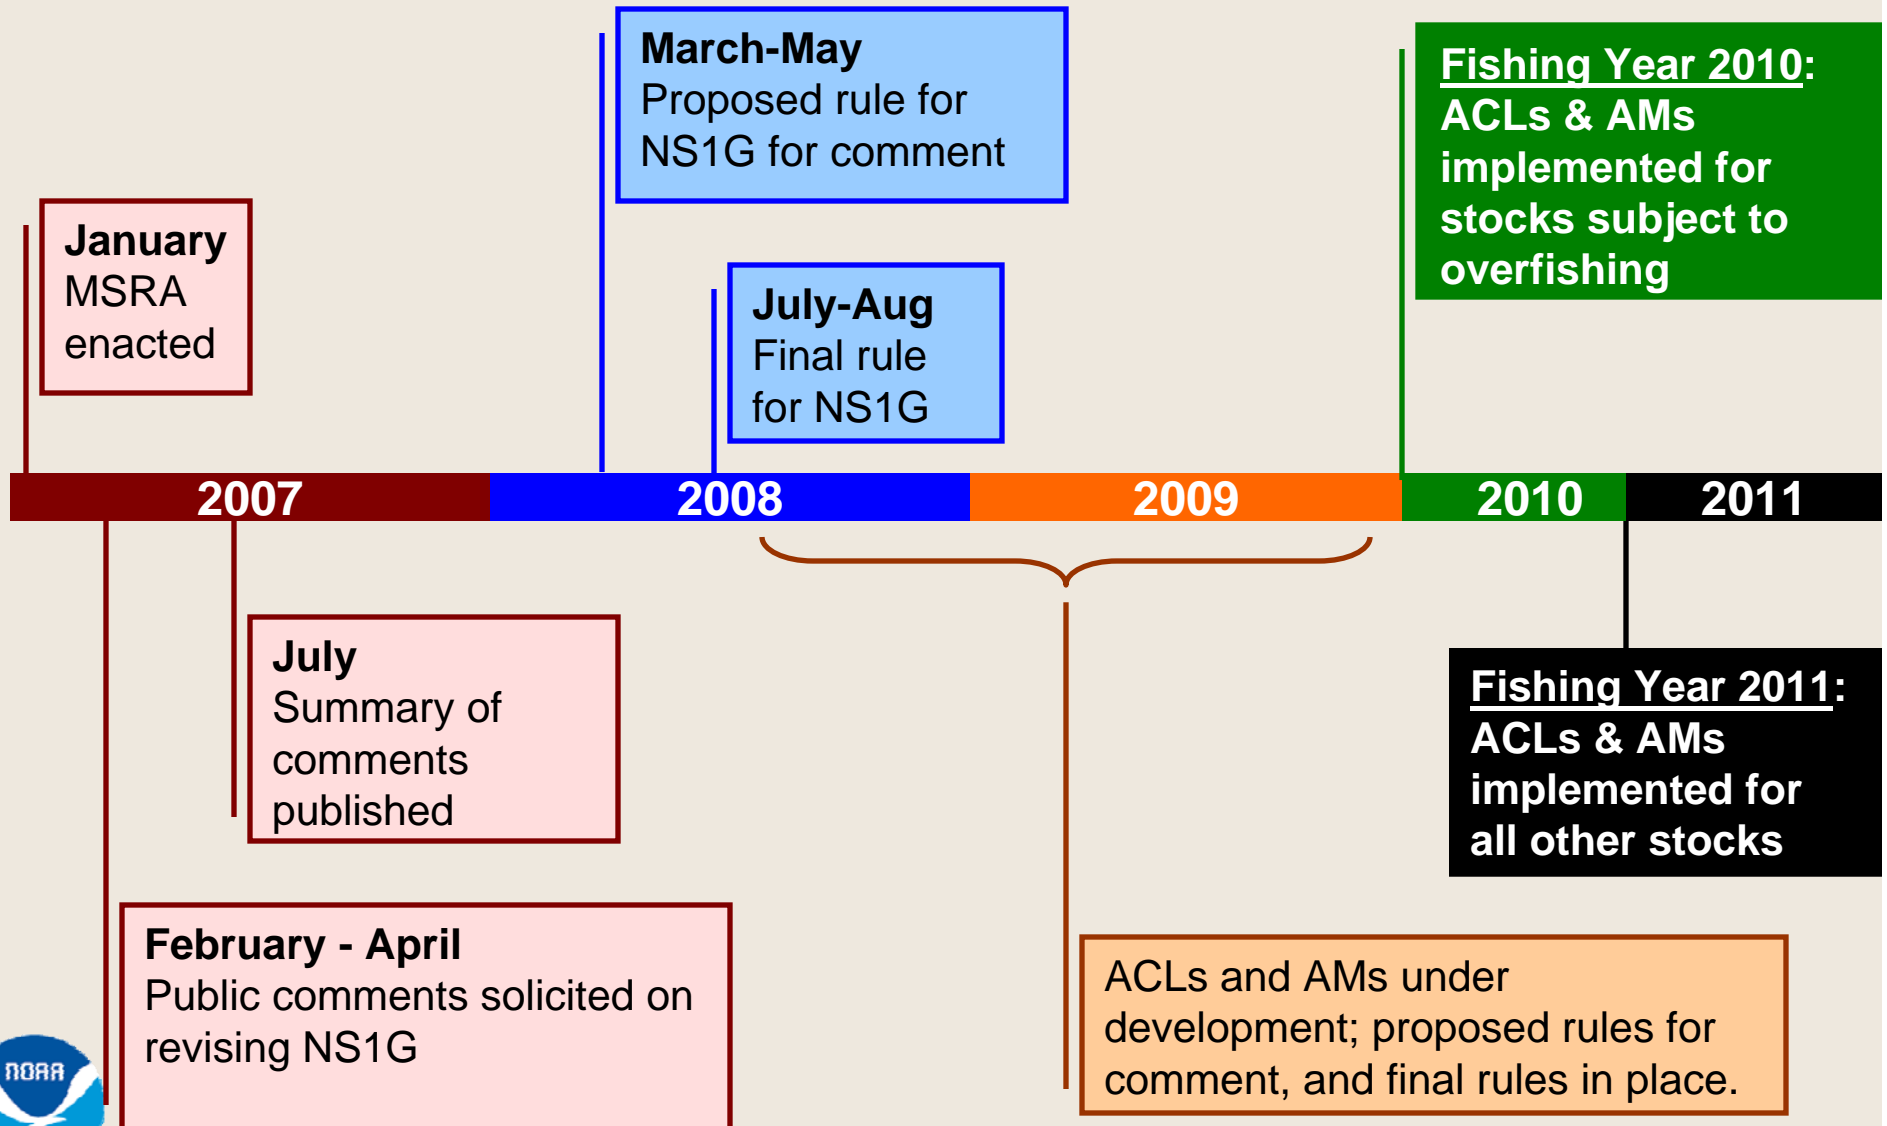 March-May
Proposed rule for
NS1G for comment
Fishing Year 2010:
ACLs & AMs
implemented for
stocks subject to
overfishing
January
MSRA
enacted
July-Aug
Final rule
for NS1G
2007
2008
2009
2010
2011
July
Summary of
comments
published
Fishing Year 2011:
ACLs & AMs
implemented for
all other stocks
February - April
Public comments solicited on
revising NS1G
ACLs and AMs under
development; proposed rules for
comment, and final rules in place.
NOAA